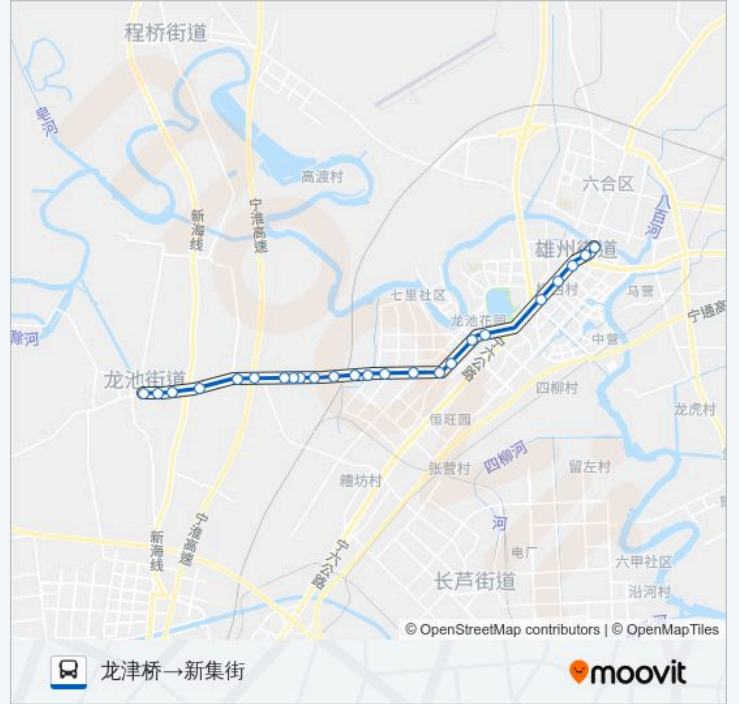 程桥街道
皂河
高渡村
六合区
八百河
新海线
宁淮高速
雄州街道
七里社区
马营
滁河
龙池花园
宁通高
中营
龙池街道
宁六公路
四柳村
龙虎村
恒旺园
张营村
四柳河
留左村
糟坊村
河
新海线
宁淮高速
宁六公路
电厂
六甲社区
长芦街道
沿河村
© OpenStreetMap contributors | © OpenMapTiles
龙津桥→新集街
moovit